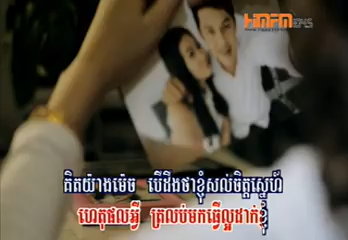 HMFM
គិតយ៉ាងម៉េច បើដឹងថាខ្ញុំសល់ចិត្តស្នេហ៍
ហេតុផលអ្វី ត្រលប់មកធ្វើល្អដាក់ខ្ញុំ